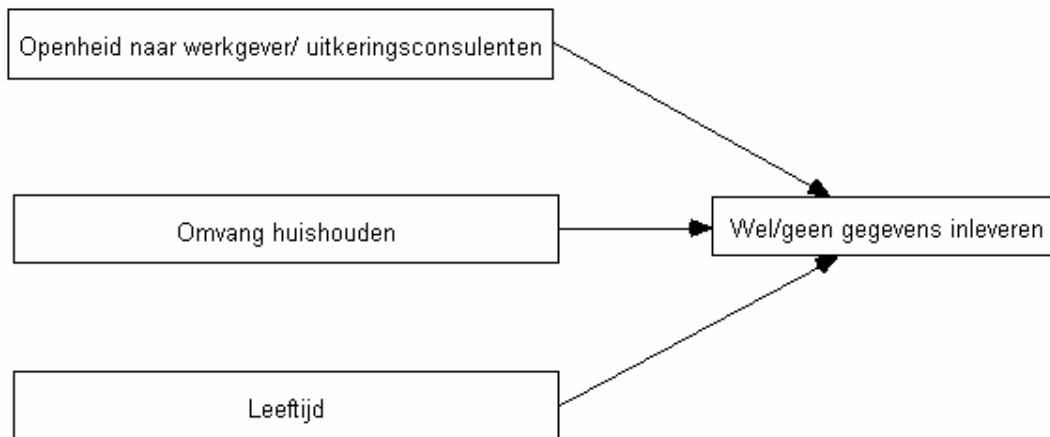 Openheid naar werkgever/ uitkeringsconsulenten
Omvang huishouden
Wel/geen gegevens inleveren
Leeftijd